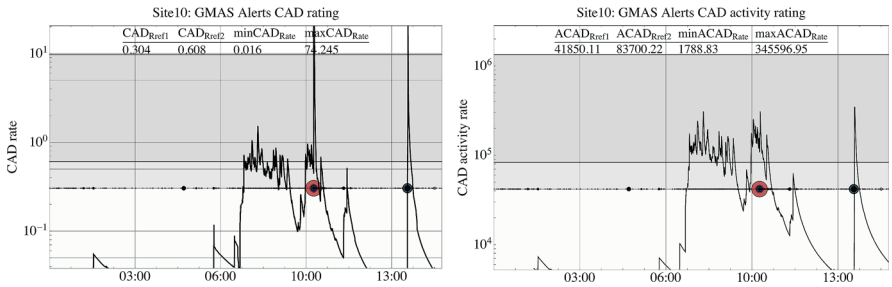 Site10: GMAS Alerts CAD rating
CAD_Rref1 CAD_Rref2 minCAD_Rate maxCAD_Rate
0.304 0.608 0.016 74.245
10^1
10^0
10^-1
CAD rate
03:00 06:00 10:00 13:00
Site10: GMAS Alerts CAD activity rating
ACAD_Rref1 ACAD_Rref2 minACAD_Rate maxACAD_Rate
41850.11 83700.22 1788.83 345596.95
10^6
10^5
10^4
CAD activity rate
03:00 06:00 10:00 13:00